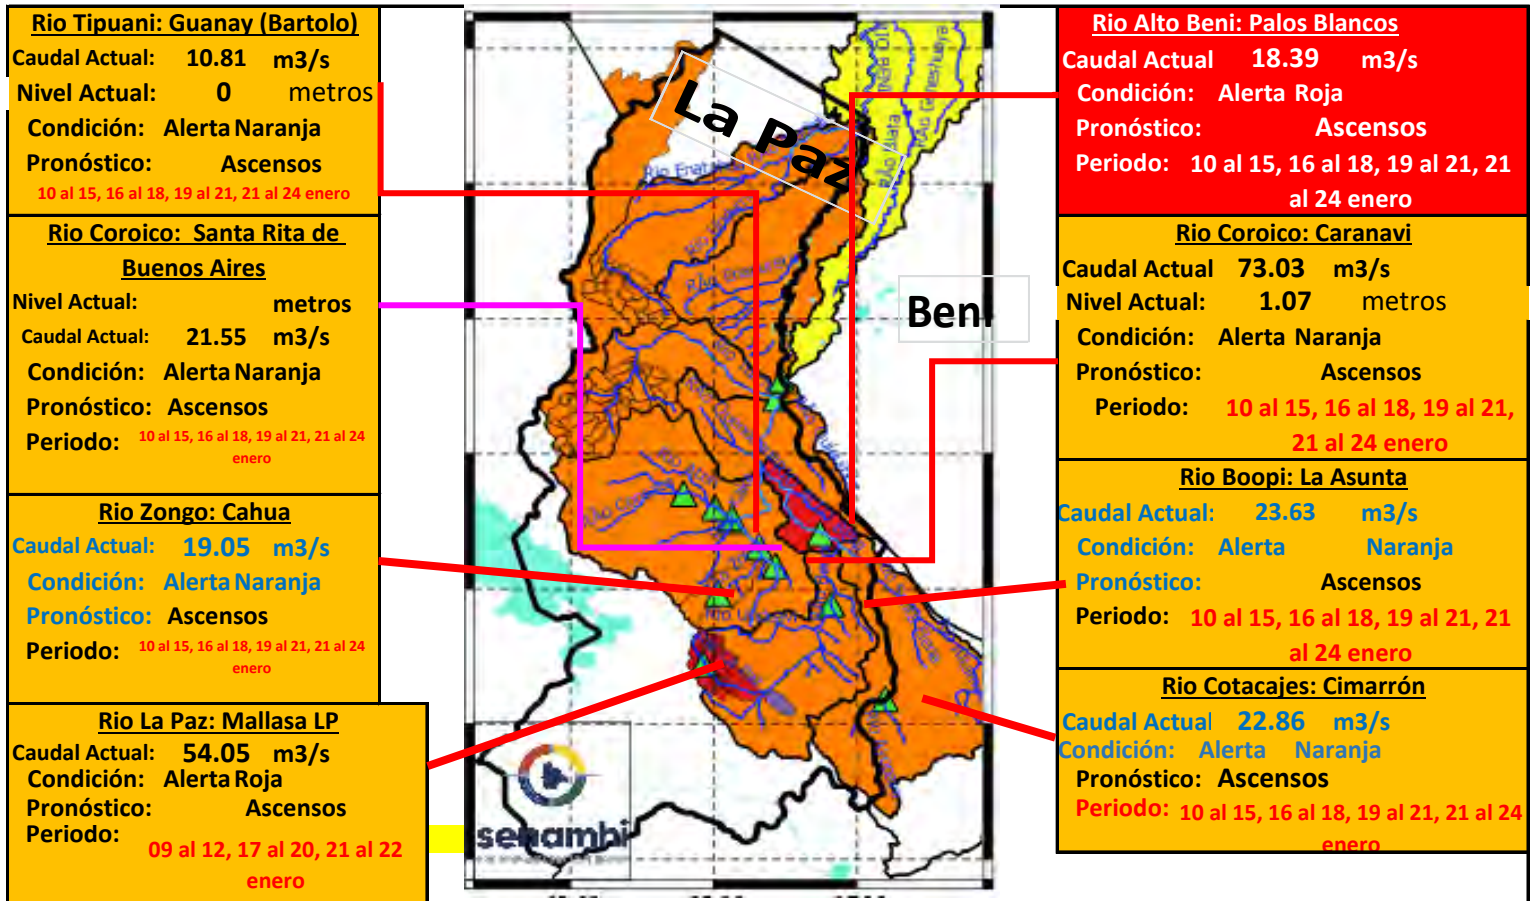 Rio Tipuani: Guanay (Bartolo)
Caudal Actual: 10.81 m3/s
Nivel Actual: 0 metros
Condición: Alerta Naranja
Pronóstico: Ascensos
10 al 15, 16 al 18, 19 al 21, 21 al 24 enero
Rio Coroico: Santa Rita de
Buenos Aires
Nivel Actual: metros
Caudal Actual: 21.55 m3/s
Condición: Alerta Naranja
Pronóstico: Ascensos
Periodo: 10 al 15, 16 al 18, 19 al 21, 21 al 24
enero
Rio Zongo: Cahua
Caudal Actual: 19.05 m3/s
Condición: Alerta Naranja
Pronóstico: Ascensos
Periodo: 10 al 15, 16 al 18, 19 al 21, 21 al 24
enero
Rio La Paz: Mallasa LP
Caudal Actual: 54.05 m3/s
Condición: Alerta Roja
Pronóstico: Ascensos
Periodo:
09 al 12, 17 al 20, 21 al 22
enero
La Paz
Beni
senamhi
Rio Alto Beni: Palos Blancos
Caudal Actual 18.39 m3/s
Condición: Alerta Roja
Pronóstico: Ascensos
Periodo: 10 al 15, 16 al 18, 19 al 21, 21
al 24 enero
Rio Coroico: Caranavi
Caudal Actual 73.03 m3/s
Nivel Actual: 1.07 metros
Condición: Alerta Naranja
Pronóstico: Ascensos
Periodo: 10 al 15, 16 al 18, 19 al 21,
21 al 24 enero
Rio Boopi: La Asunta
Caudal Actual: 23.63 m3/s
Condición: Alerta Naranja
Pronóstico: Ascensos
Periodo: 10 al 15, 16 al 18, 19 al 21, 21
al 24 enero
Rio Cotacajes: Cimarrón
Caudal Actual 22.86 m3/s
Condición: Alerta Naranja
Pronóstico: Ascensos
Periodo: 10 al 15, 16 al 18, 19 al 21, 21 al 24
enero